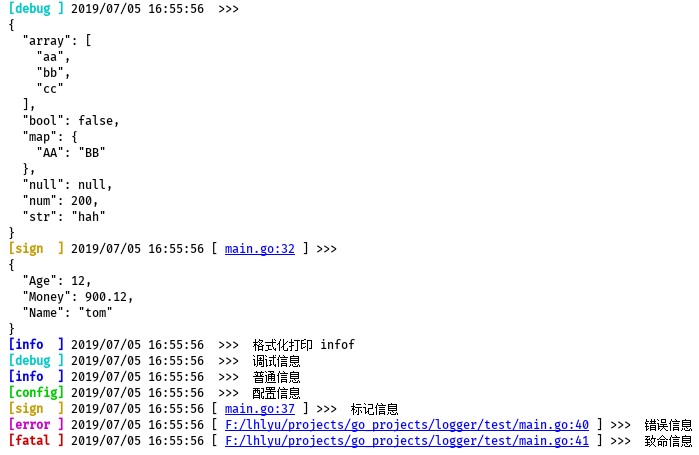 [debug ] 2019/07/05 16:55:56  >>>
{
  "array": [
    "aa",
    "bb",
    "cc"
  ],
  "bool": false,
  "map": {
    "AA": "BB"
  },
  "null": null,
  "num": 200,
  "str": "hah"
}
[sign  ] 2019/07/05 16:55:56 [ main.go:32 ] >>>
{
  "Age": 12,
  "Money": 900.12,
  "Name": "tom"
}
[info  ] 2019/07/05 16:55:56  >>>  格式化打印 infof
[debug ] 2019/07/05 16:55:56  >>>  调试信息
[info  ] 2019/07/05 16:55:56  >>>  普通信息
[config] 2019/07/05 16:55:56  >>>  配置信息
[sign  ] 2019/07/05 16:55:56 [ main.go:37 ] >>>  标记信息
[error ] 2019/07/05 16:55:56 [ F:/lhlyu/projects/go_projects/logger/test/main.go:40 ] >>>  错误信息
[fatal ] 2019/07/05 16:55:56 [ F:/lhlyu/projects/go_projects/logger/test/main.go:41 ] >>>  致命信息